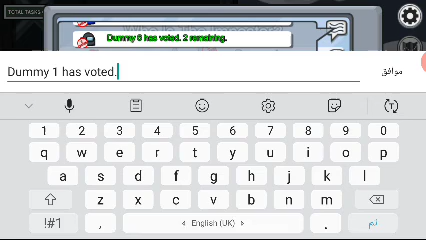 TOTAL TASKS
Dummy 6 has voted. 2 remaining.
Dummy 1 has voted.
موافق
1 2 3 4 5 6 7 8 9 0
q w e r t y u i o p
a s d f g h j k l
z x c v b n m
!#1 , English (UK) . تم